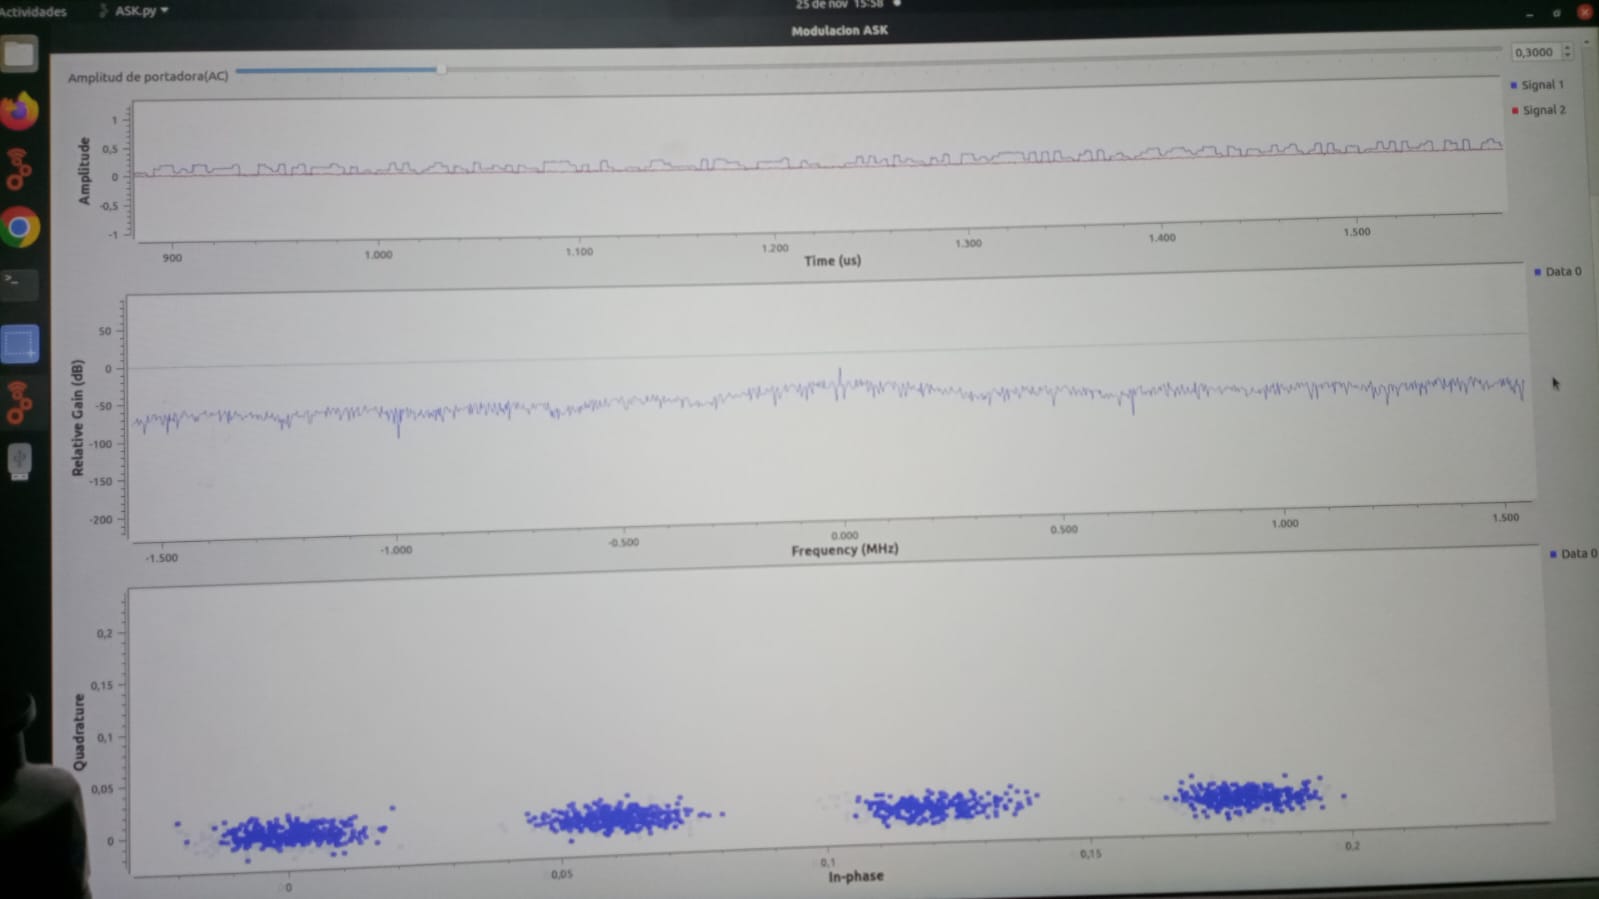 Actividades
ASK.py
25 de nov 15:58
Modulacion ASK
Amplitud de portadora(AC)
0,3000
Signal 1
Signal 2
Amplitude
1
0,5
0
-0,5
-1
900
1.000
1.100
1.200
1.300
1.400
1.500
Time (us)
Data 0
Relative Gain (dB)
50
0
-50
-100
-150
-200
-1.500
-1.000
-0.500
0.000
0.500
1.000
1.500
Frequency (MHz)
Data 0
Quadrature
0,2
0,15
0,1
0,05
0
0
0,05
0,1
0,15
0,2
In-phase